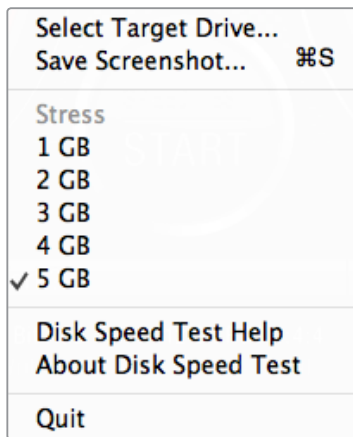 Select Target Drive...
Save Screenshot... ⌘S
Stress
1 GB
2 GB
3 GB
4 GB
✓ 5 GB
Disk Speed Test Help
About Disk Speed Test
Quit
START